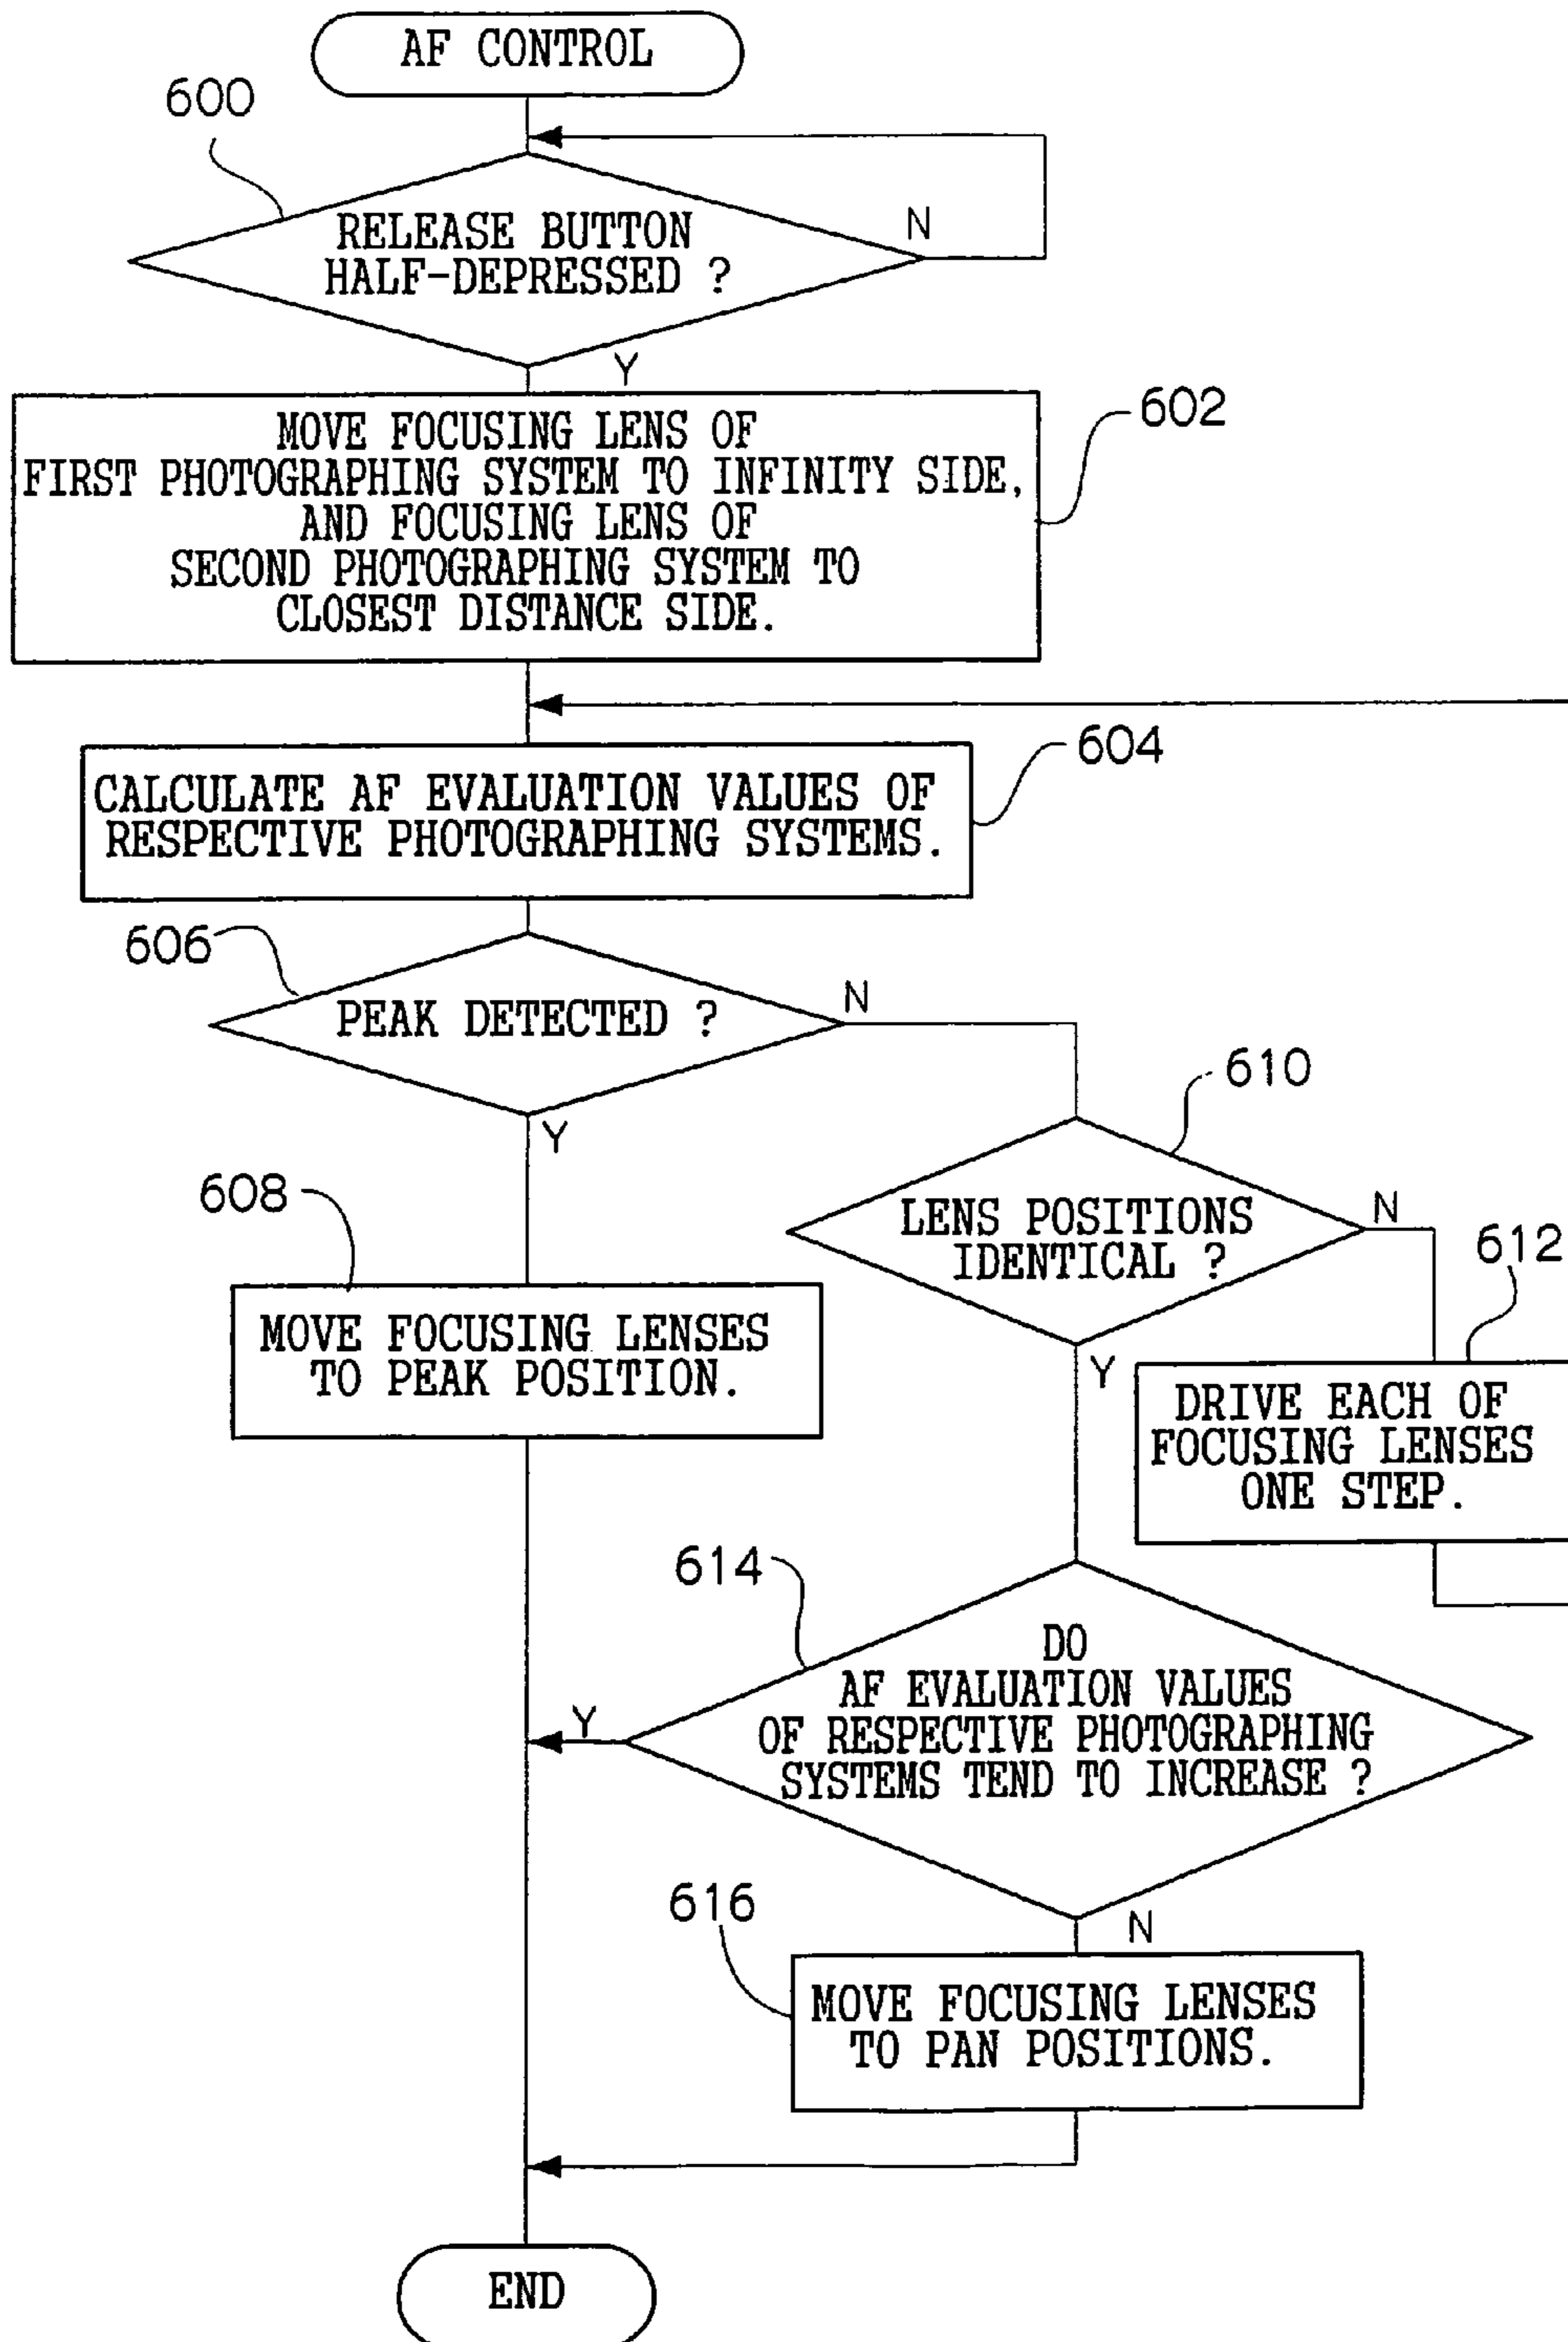 AF CONTROL
600
RELEASE BUTTON
HALF-DEPRESSED ?
N
Y
602
MOVE FOCUSING LENS OF
FIRST PHOTOGRAPHING SYSTEM TO INFINITY SIDE,
AND FOCUSING LENS OF
SECOND PHOTOGRAPHING SYSTEM TO
CLOSEST DISTANCE SIDE.
604
CALCULATE AF EVALUATION VALUES OF
RESPECTIVE PHOTOGRAPHING SYSTEMS.
606
PEAK DETECTED ?
N
Y
608
MOVE FOCUSING LENSES
TO PEAK POSITION.
610
LENS POSITIONS
IDENTICAL ?
N
Y
612
DRIVE EACH OF
FOCUSING LENSES
ONE STEP.
614
DO
AF EVALUATION VALUES
OF RESPECTIVE PHOTOGRAPHING
SYSTEMS TEND TO INCREASE ?
Y
N
616
MOVE FOCUSING LENSES
TO PAN POSITIONS.
END